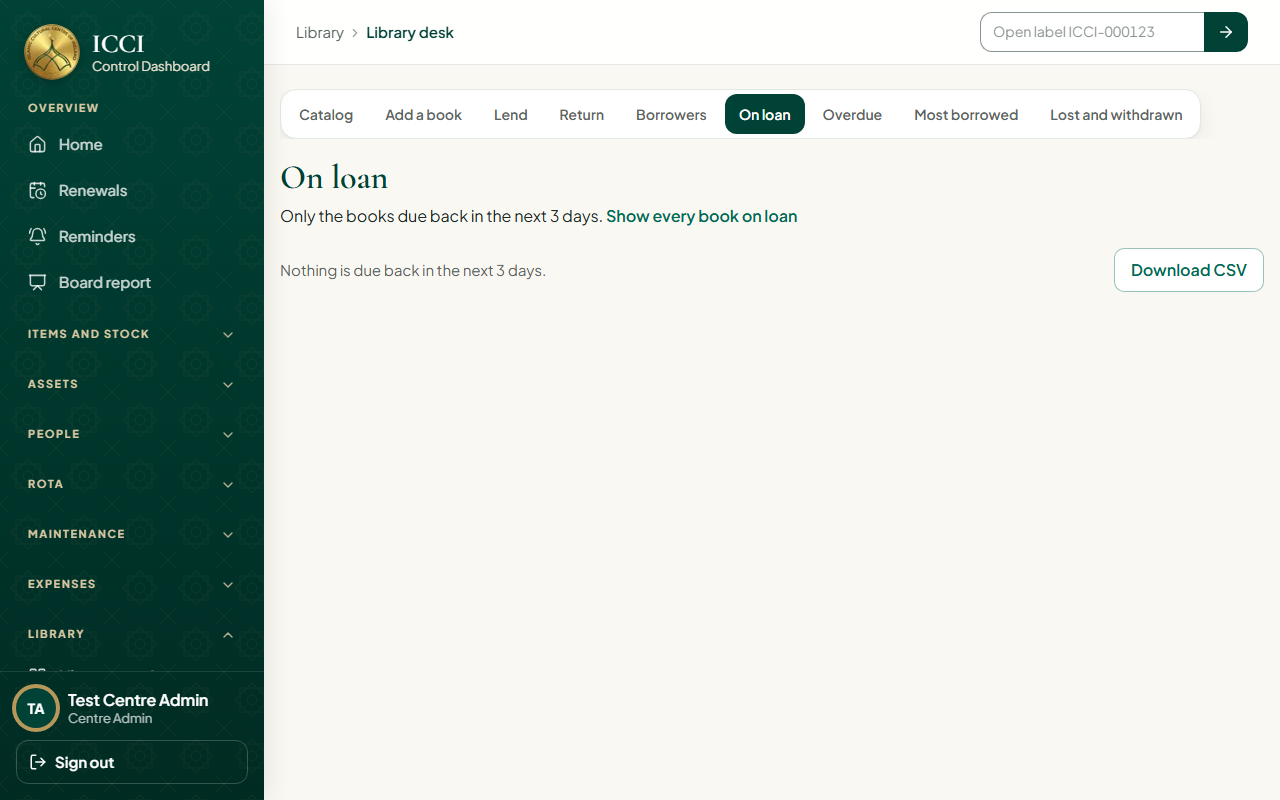 ICCI
Control Dashboard
OVERVIEW
Home
Renewals
Reminders
Board report
ITEMS AND STOCK
ASSETS
PEOPLE
ROTA
MAINTENANCE
EXPENSES
LIBRARY
TA
Test Centre Admin
Centre Admin
Sign out
Library > Library desk
Open label ICCI-000123
Catalog Add a book Lend Return Borrowers On loan Overdue Most borrowed Lost and withdrawn
On loan
Only the books due back in the next 3 days. Show every book on loan
Nothing is due back in the next 3 days.
Download CSV